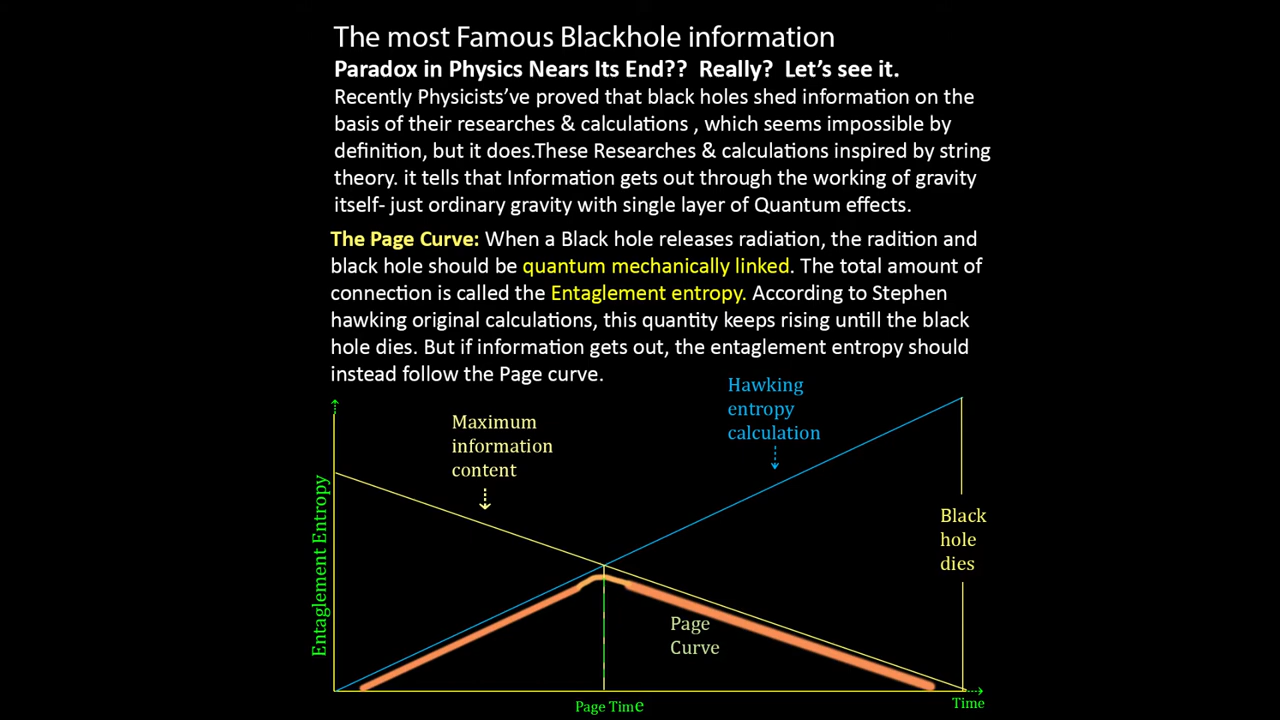 The most Famous Blackhole information
Paradox in Physics Nears Its End?? Really? Let's see it.
Recently Physicists've proved that black holes shed information on the
basis of their researches & calculations , which seems impossible by
definition, but it does.These Researches & calculations inspired by string
theory. it tells that Information gets out through the working of gravity
itself- just ordinary gravity with single layer of Quantum effects.
The Page Curve: When a Black hole releases radiation, the radition and
black hole should be quantum mechanically linked. The total amount of
connection is called the Entaglement entropy. According to Stephen
hawking original calculations, this quantity keeps rising untill the black
hole dies. But if information gets out, the entaglement entropy should
instead follow the Page curve.
Hawking
entropy
calculation
Maximum
information
content
Entaglement Entropy
Black
hole
dies
Page
Curve
Page Time
Time